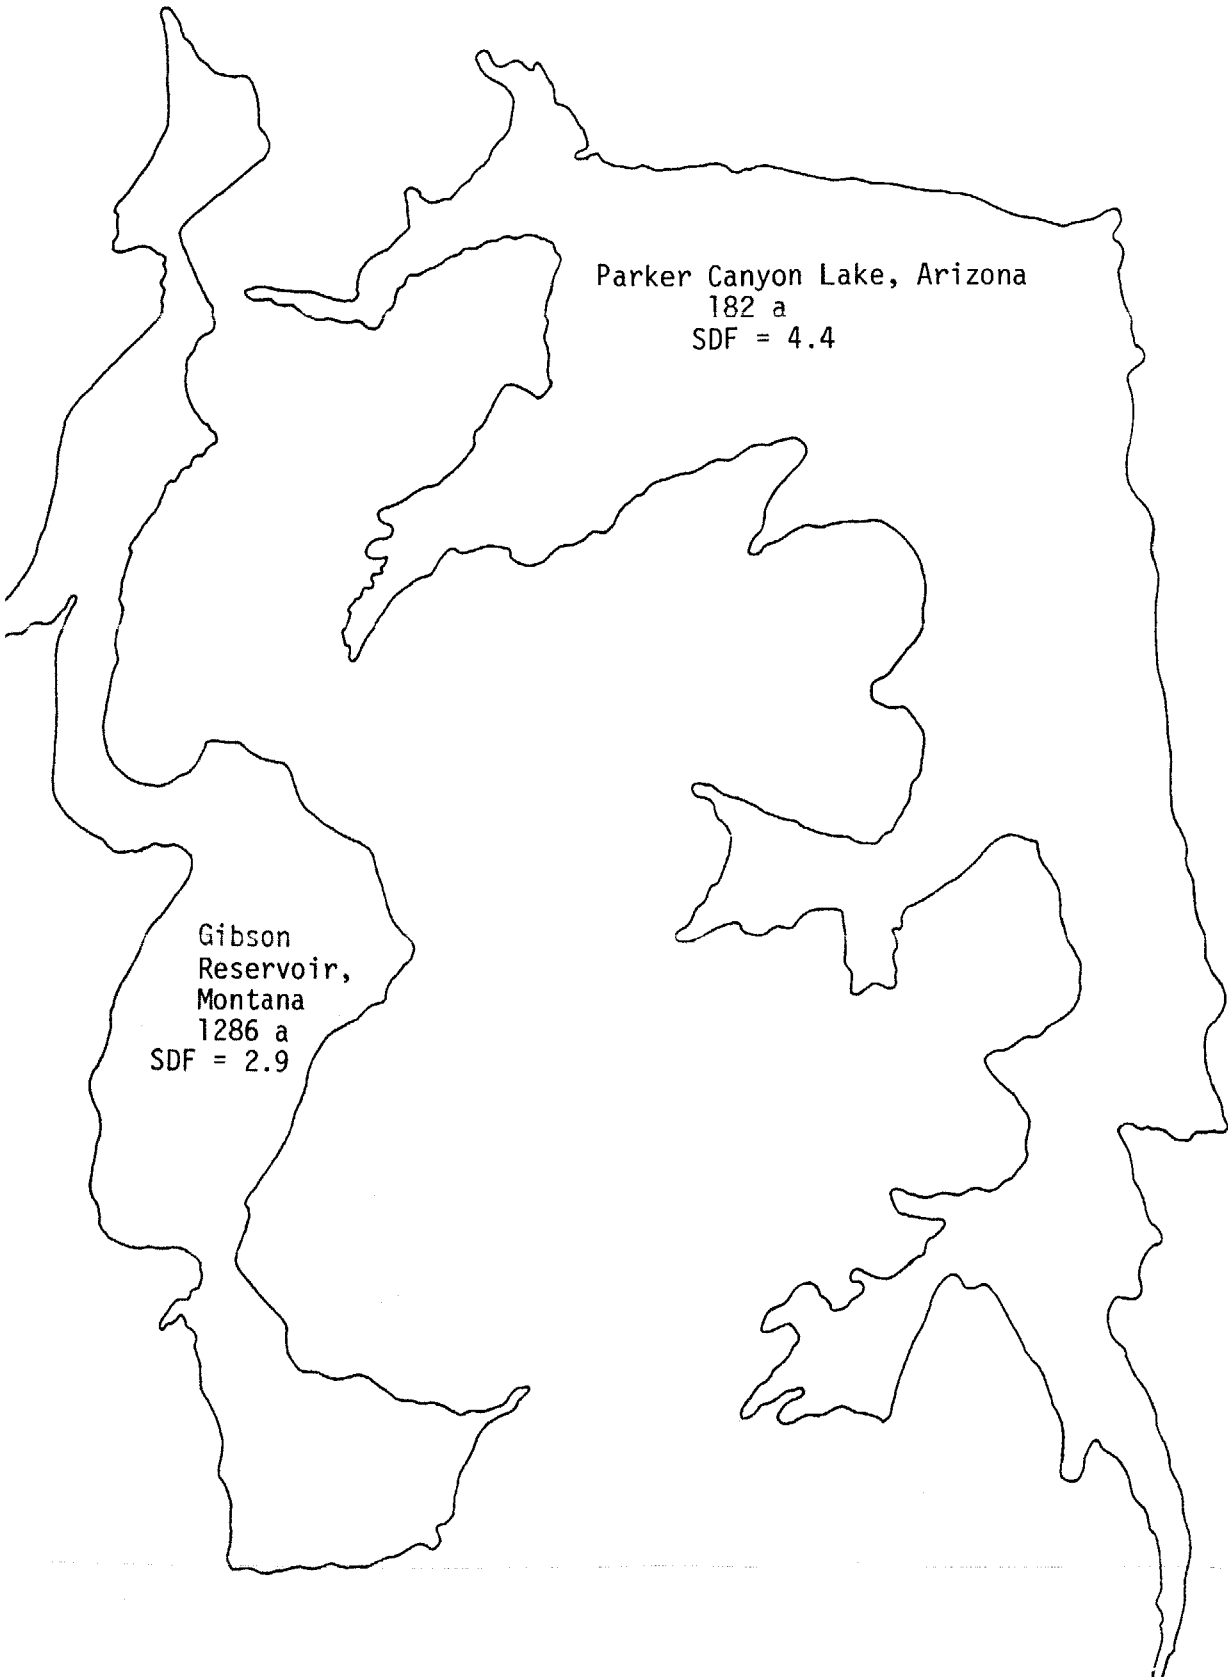 Parker Canyon Lake, Arizona
182 a
SDF = 4.4
Gibson
Reservoir,
Montana
1286 a
SDF = 2.9